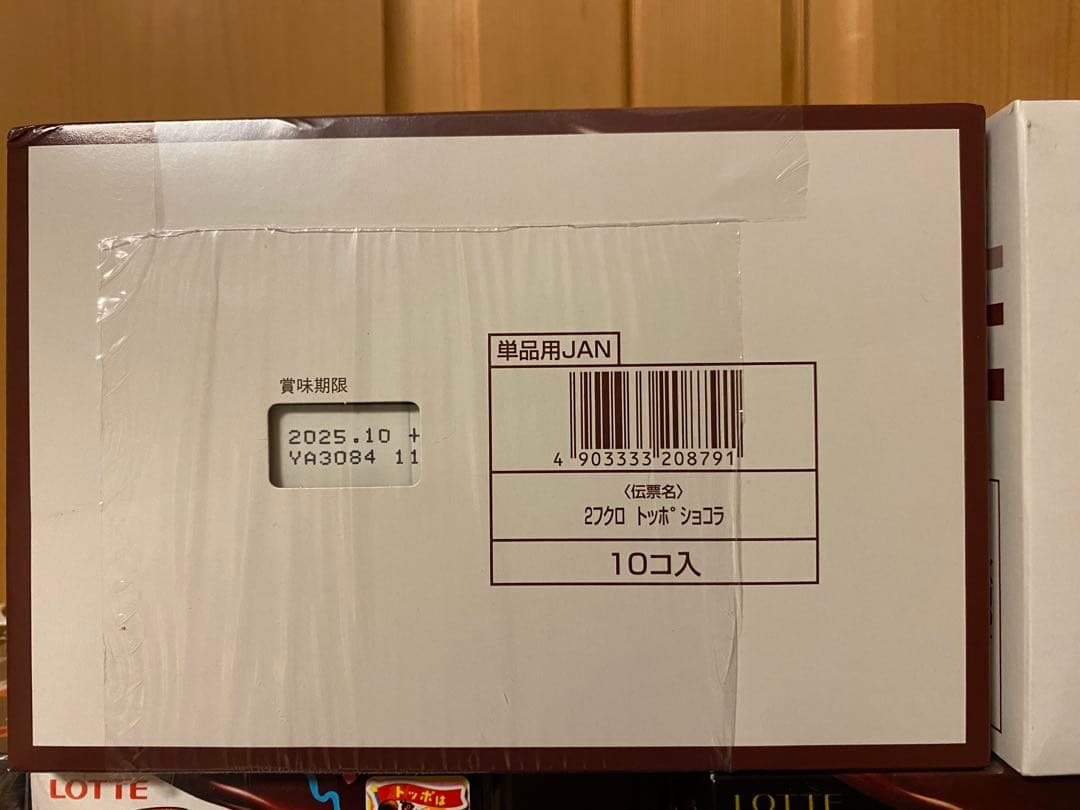 賞味期限
2025.10 +
YA3084 11
単品用JAN
4 903333 208791
〈伝票名〉
2フクロ トッポ ショコラ
10コ入
LOTTE
トッポは
LOTTE